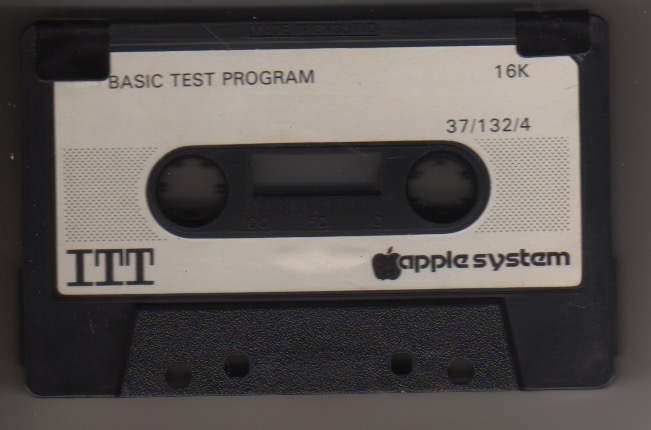 BASIC TEST PROGRAM
16K
37/132/4
ITT
apple system